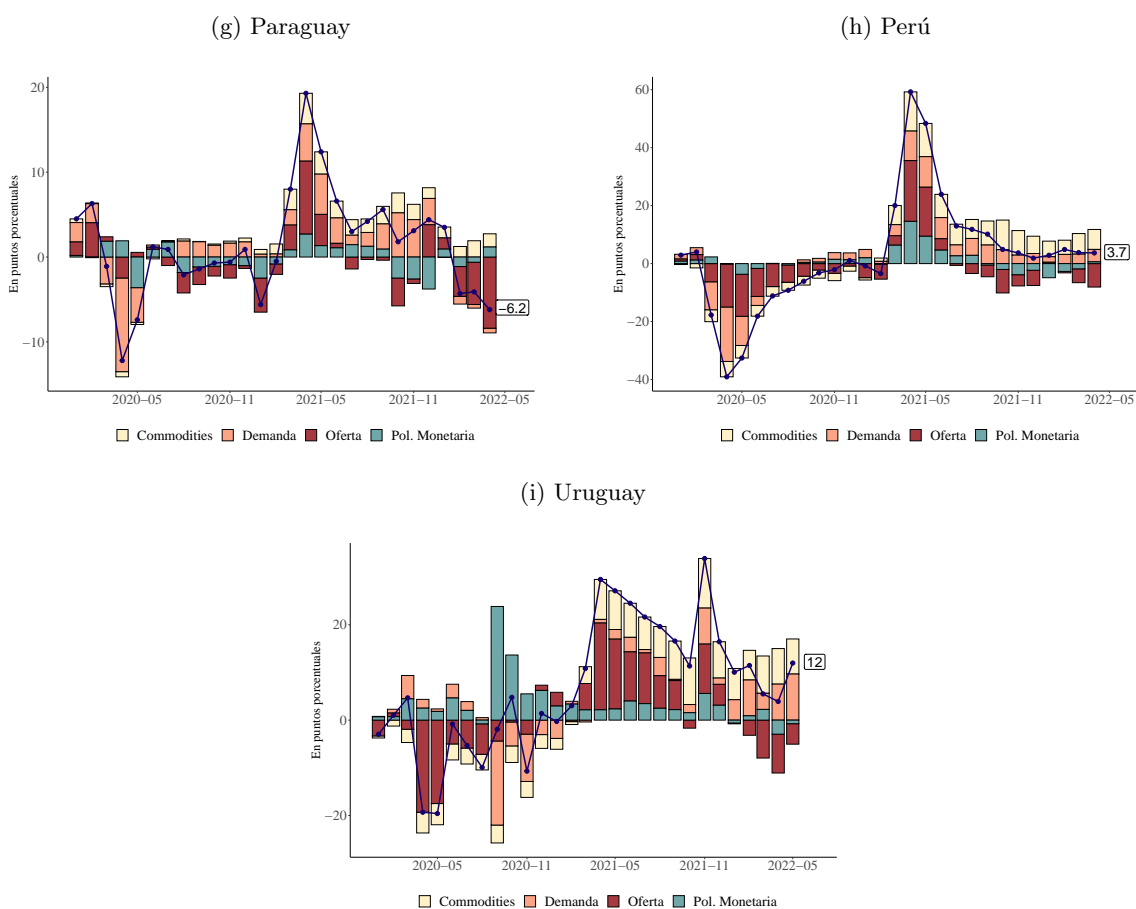 (g) Paraguay
(h) Perú
En puntos porcentuales
20
10
0
−10
−6.2
2020−05
2020−11
2021−05
2021−11
2022−05
Commodities
Demanda
Oferta
Pol. Monetaria
En puntos porcentuales
60
40
20
0
−20
−40
3.7
2020−05
2020−11
2021−05
2021−11
2022−05
Commodities
Demanda
Oferta
Pol. Monetaria
(i) Uruguay
En puntos porcentuales
20
0
−20
12
2020−05
2020−11
2021−05
2021−11
2022−05
Commodities
Demanda
Oferta
Pol. Monetaria